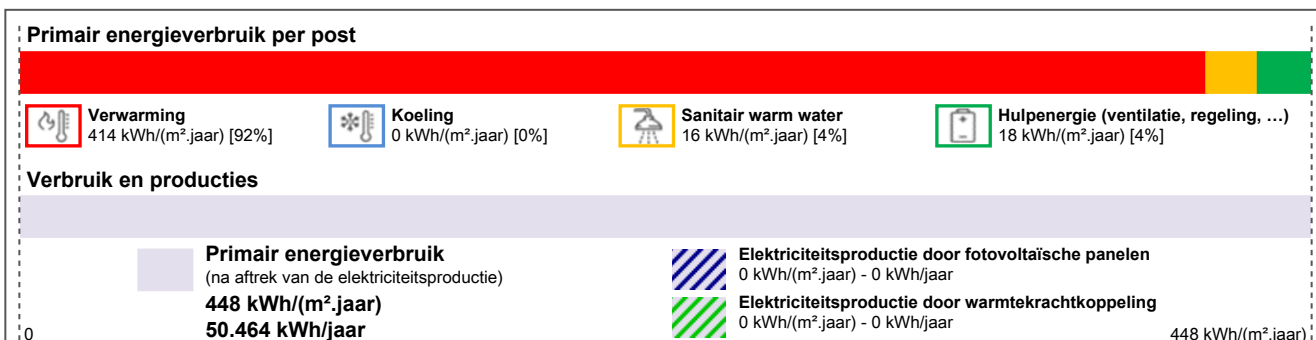 Primair energieverbruik per post
Verwarming
414 kWh/(m².jaar) [92%]
Koeling
0 kWh/(m².jaar) [0%]
Sanitair warm water
16 kWh/(m².jaar) [4%]
Hulpenergie (ventilatie, regeling, …)
18 kWh/(m².jaar) [4%]
Verbruik en producties
Primair energieverbruik
(na aftrek van de elektriciteitsproductie)
448 kWh/(m².jaar)
50.464 kWh/jaar
Elektriciteitsproductie door fotovoltaïsche panelen
0 kWh/(m².jaar) - 0 kWh/jaar
Elektriciteitsproductie door warmtekrachtkoppeling
0 kWh/(m².jaar) - 0 kWh/jaar
0
448 kWh/(m².jaar)